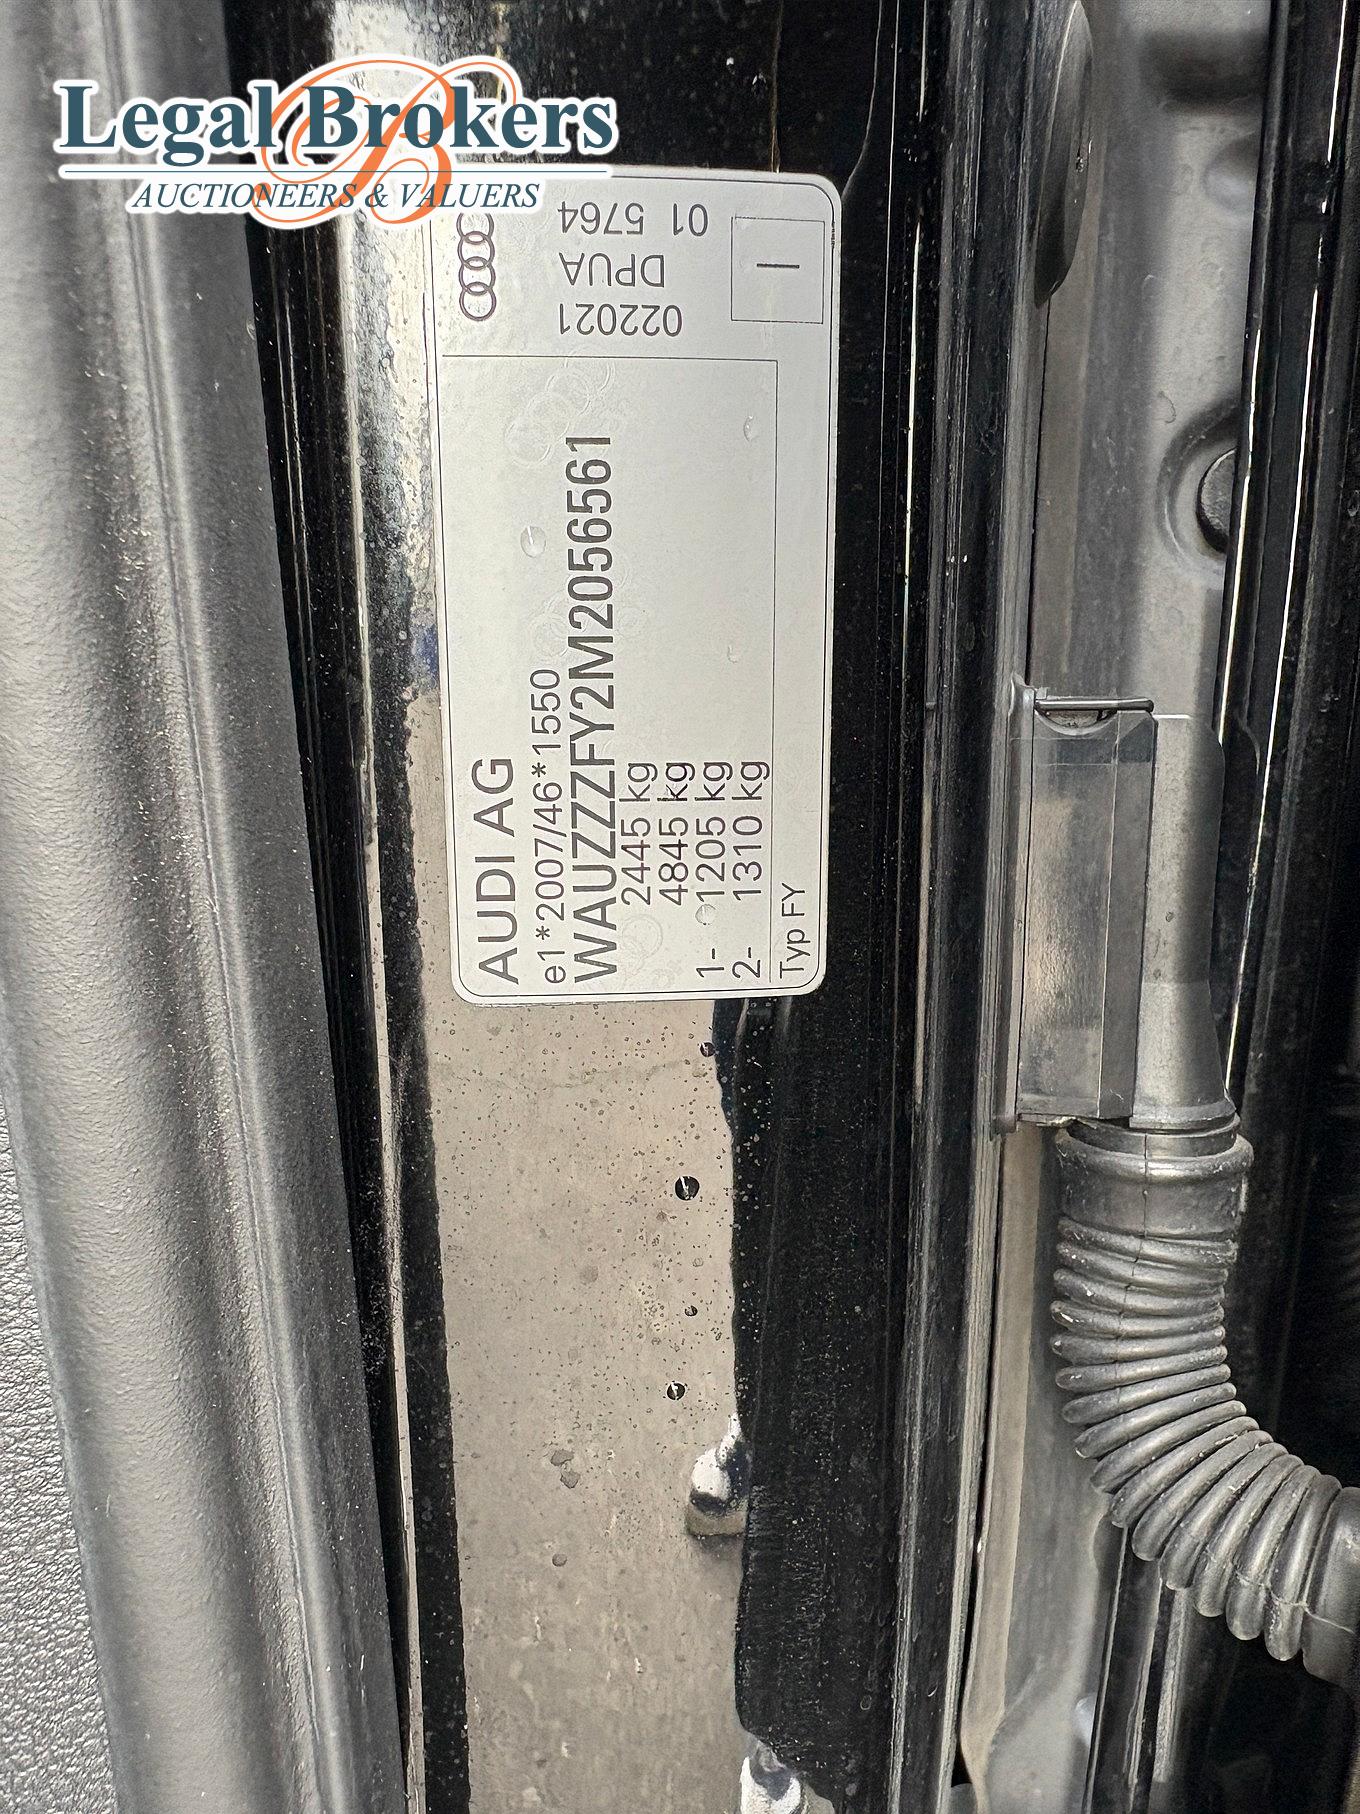 Legal Brokers
AUCTIONEERS & VALUERS
AUDI AG
e1*2007/46*1550
WAUZZZFY2M2056561
2445 kg
4845 kg
1- 1205 kg
2- 1310 kg
Typ FY
022021
DPUA
01 5764